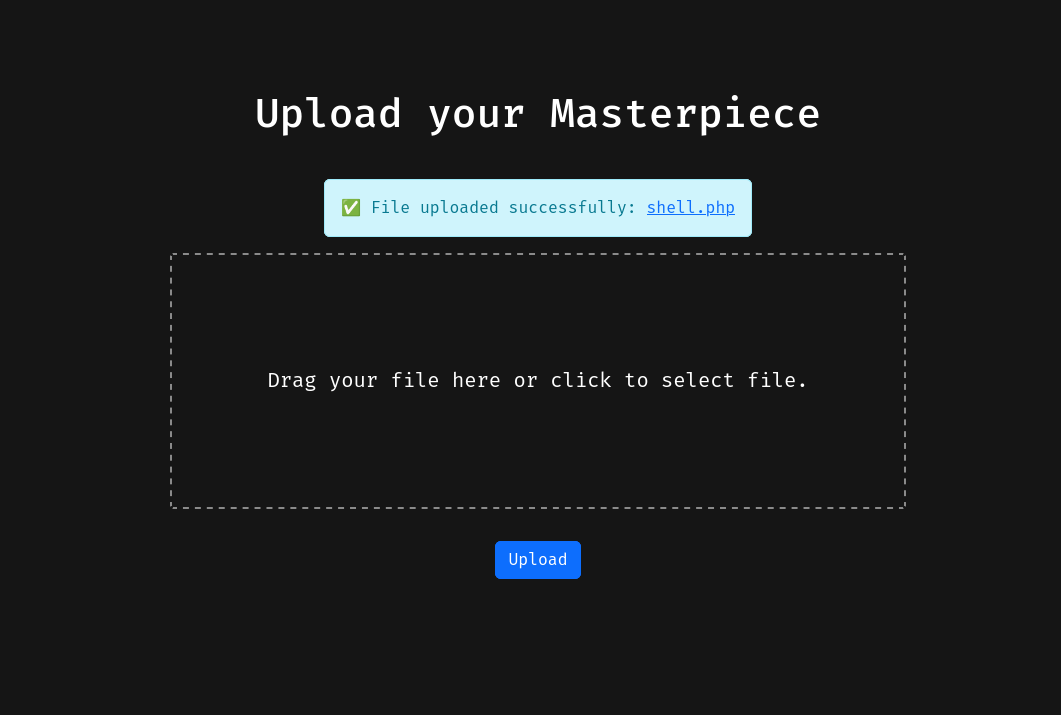 Upload your Masterpiece
✅ File uploaded successfully: shell.php
Drag your file here or click to select file.
Upload